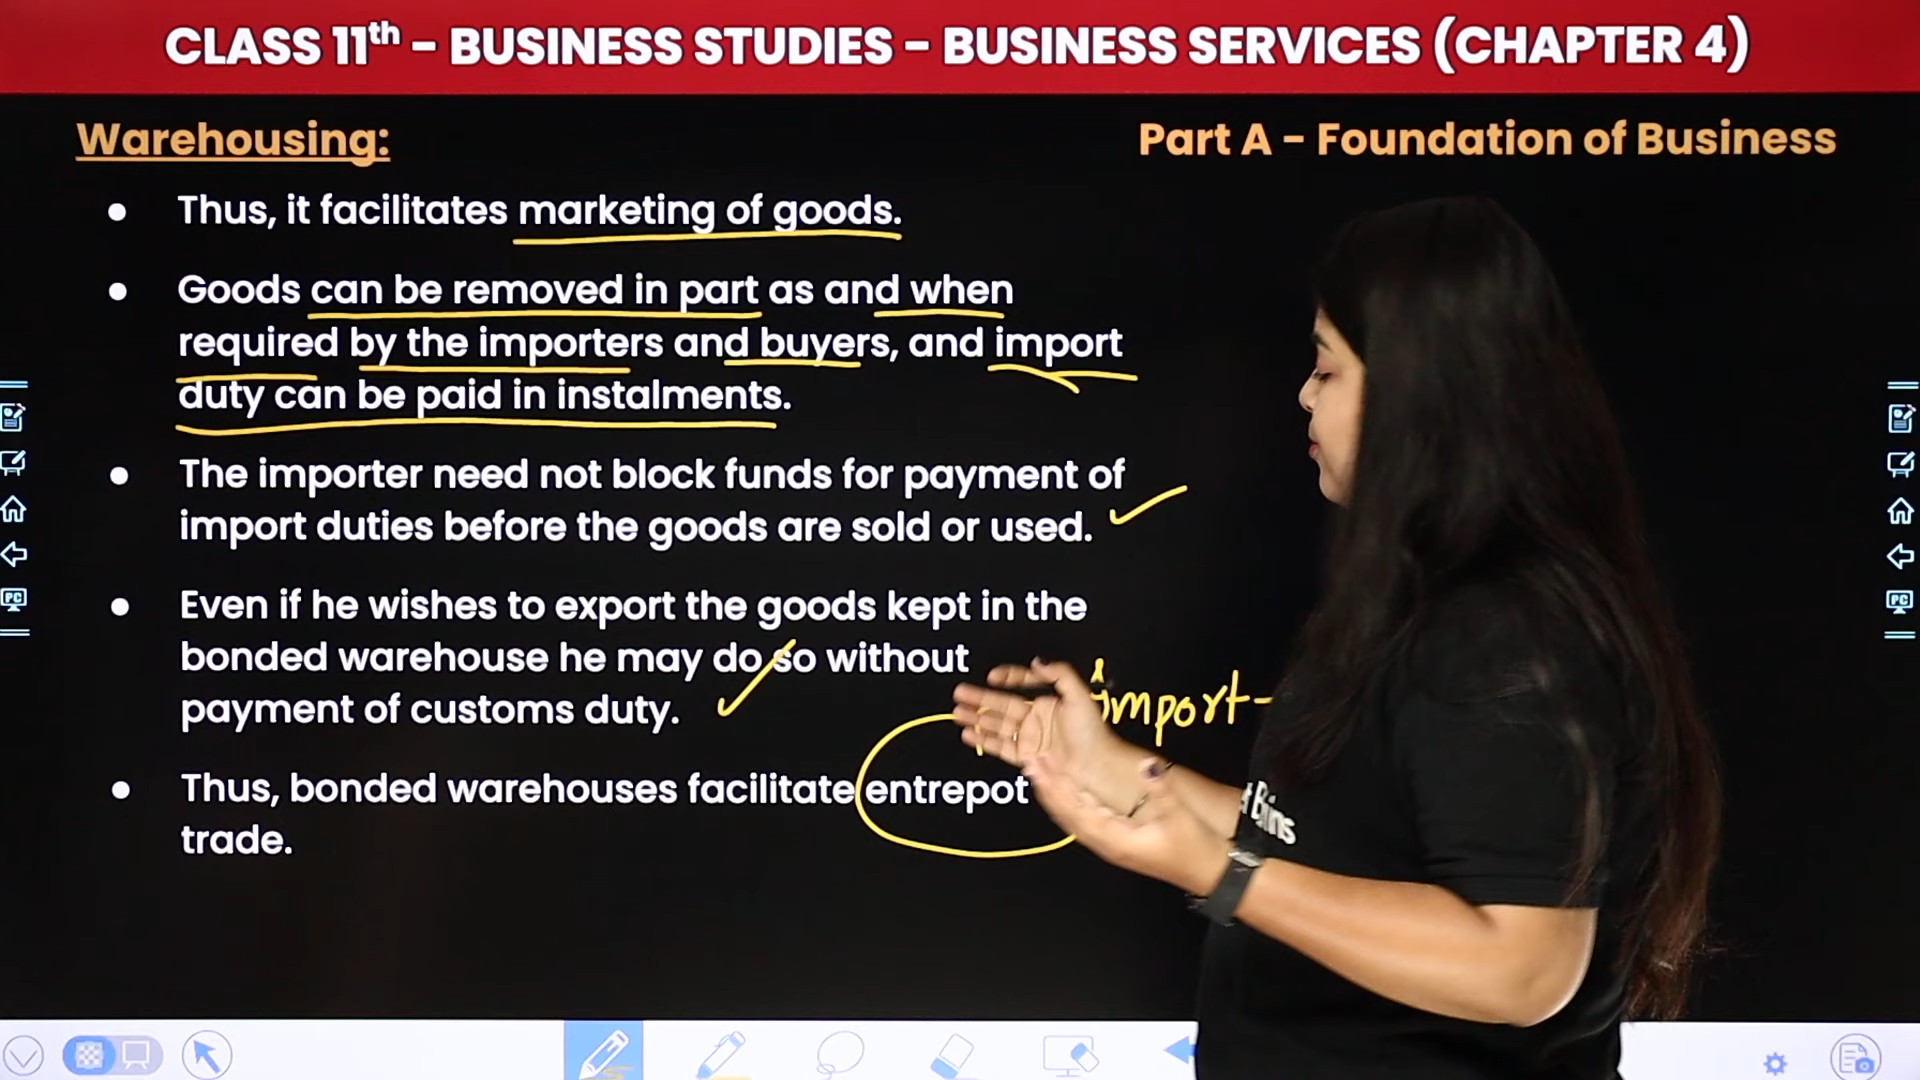 CLASS 11th – BUSINESS STUDIES – BUSINESS SERVICES (CHAPTER 4)
Warehousing:
Part A – Foundation of Business
● Thus, it facilitates marketing of goods.
● Goods can be removed in part as and when
required by the importers and buyers, and import
duty can be paid in instalments.
● The importer need not block funds for payment of
import duties before the goods are sold or used.
● Even if he wishes to export the goods kept in the
bonded warehouse he may do so without
payment of customs duty.
import-
● Thus, bonded warehouses facilitate entrepot
trade.
PC
PC